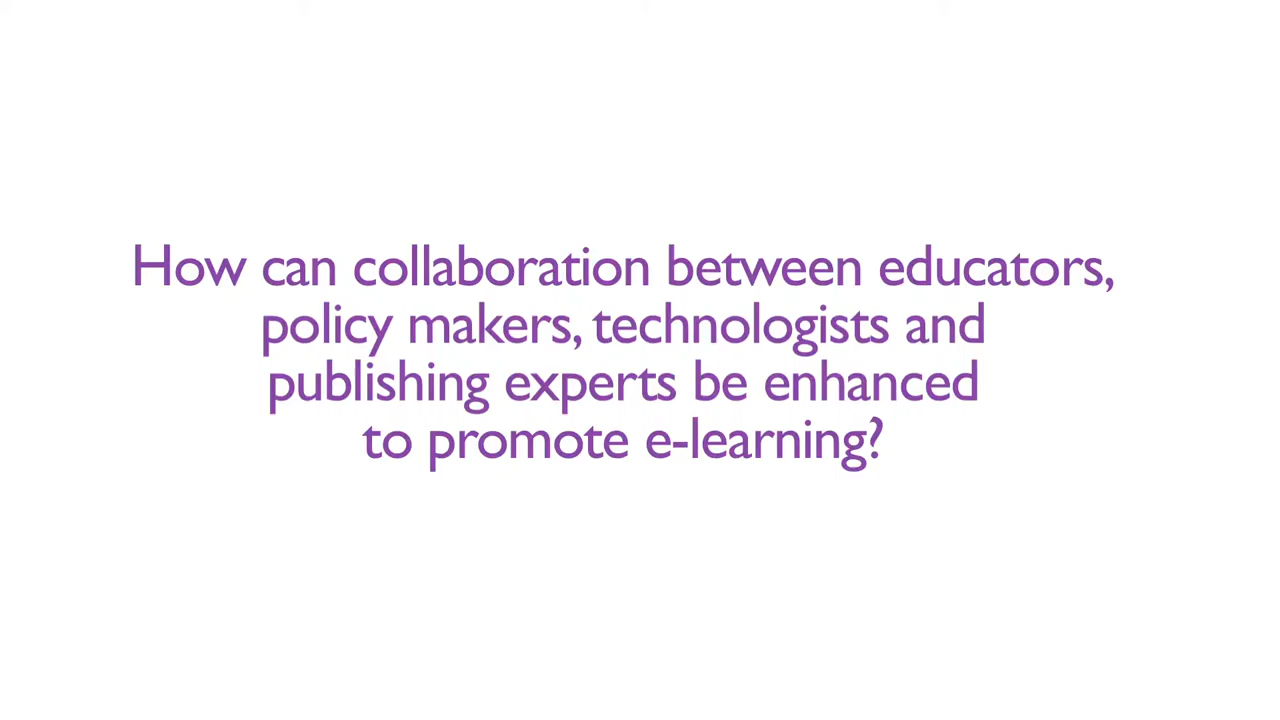 How can collaboration between educators,
policy makers, technologists and
publishing experts be enhanced
to promote e-learning?